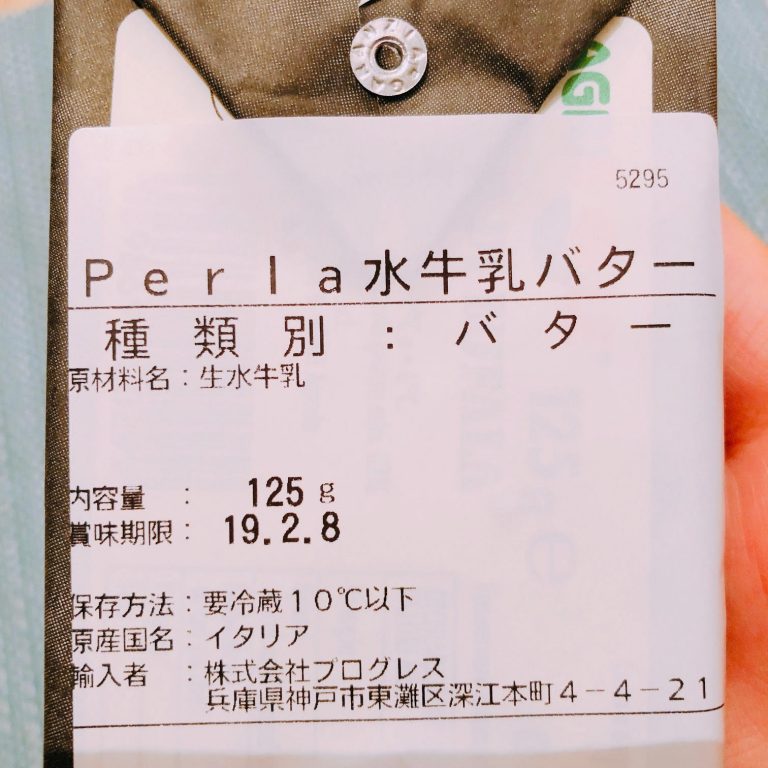 AGI
5295
Perla水牛乳バター
種類別:バター
原材料名:生水牛乳
内容量 : 125g
賞味期限: 19.2.8
保存方法:要冷蔵10℃以下
原産国名:イタリア
輸入者 :株式会社プログレス
兵庫県神戸市東灘区深江本町4-4-21